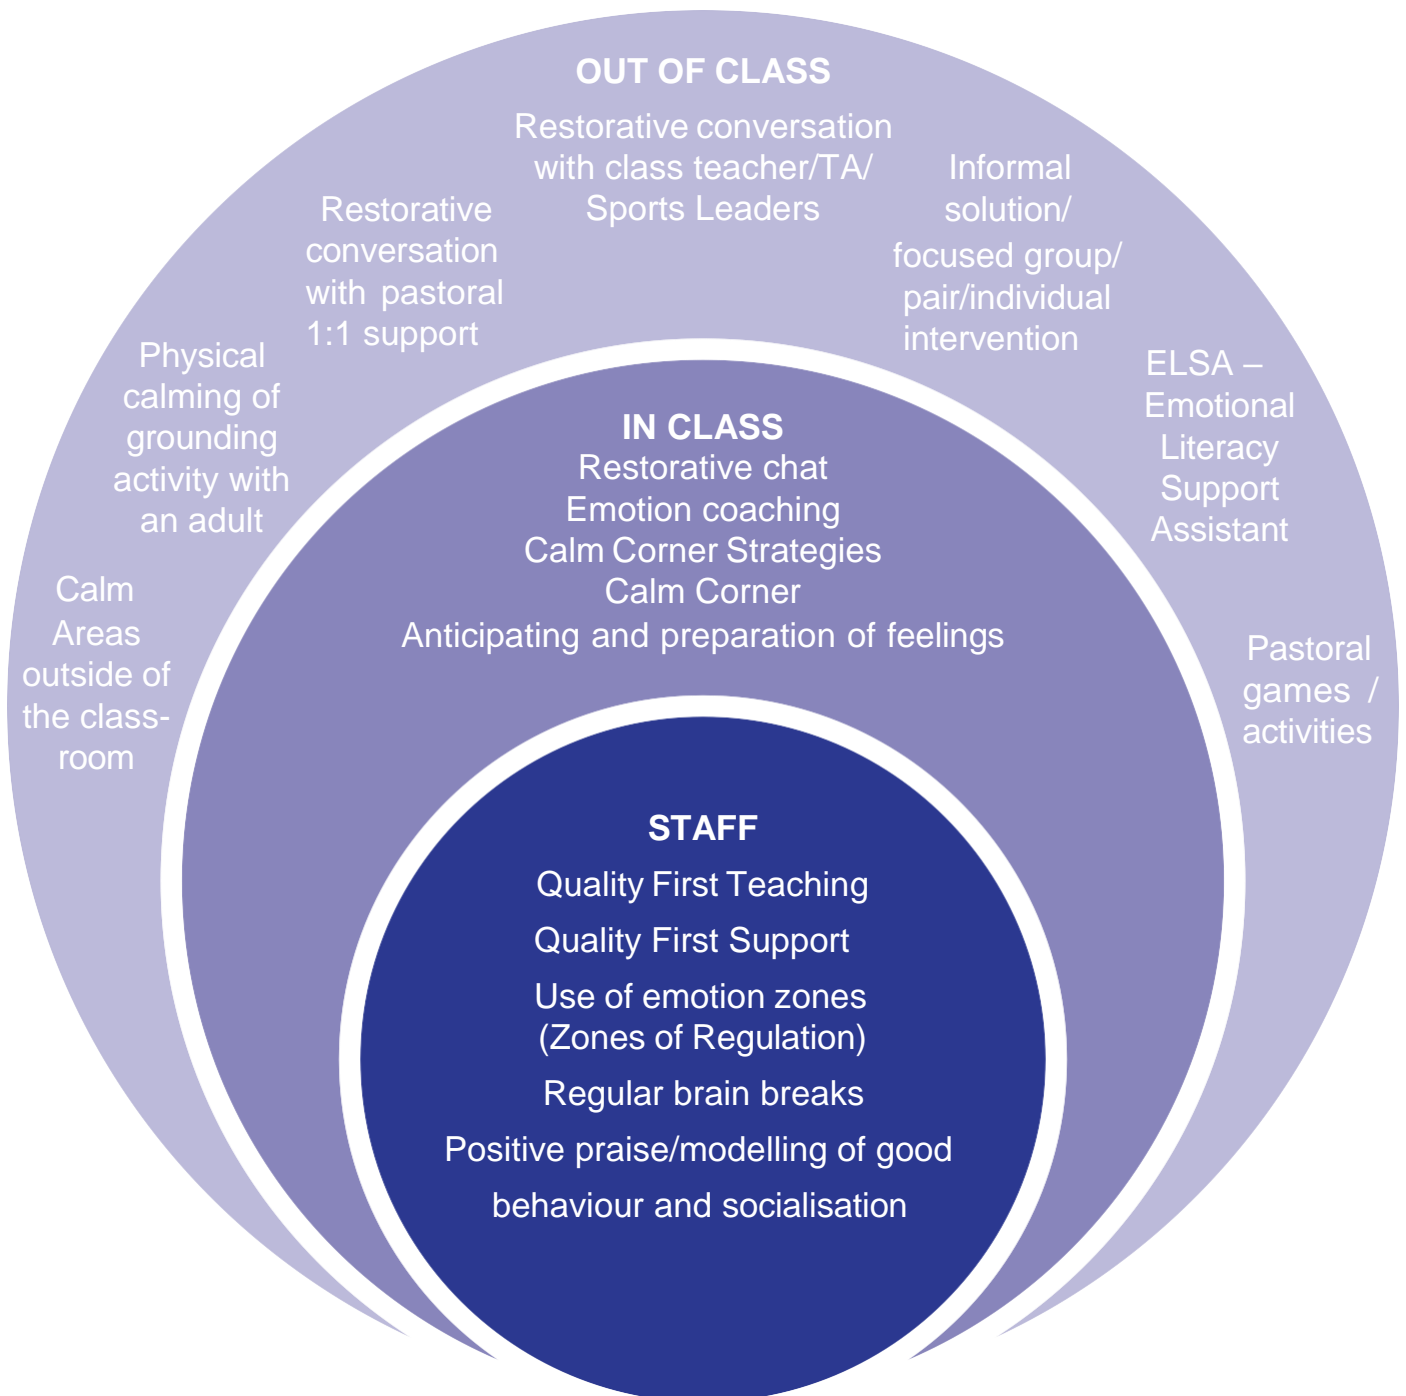 OUT OF CLASS
Restorative conversation
with class teacher/TA/
Sports Leaders
Informal
solution/
focused group/
pair/individual
intervention
Restorative
conversation
with pastoral
1:1 support
Physical
calming of
grounding
activity with
an adult
ELSA –
Emotional
Literacy
Support
Assistant
Calm
Areas
outside of
the class-
room
Pastoral
games /
activities
IN CLASS
Restorative chat
Emotion coaching
Calm Corner Strategies
Calm Corner
Anticipating and preparation of feelings
STAFF
Quality First Teaching
Quality First Support
Use of emotion zones
(Zones of Regulation)
Regular brain breaks
Positive praise/modelling of good
behaviour and socialisation